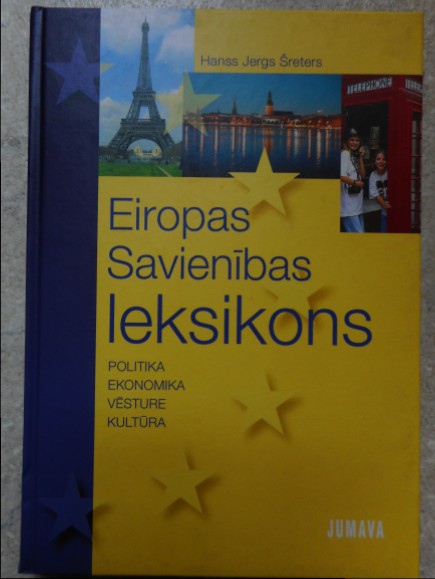 Hanss Jergs Šreters
TELEPHONE
Eiropas
Savienības
leksikons
POLITIKA
EKONOMIKA
VĒSTURE
KULTŪRA
JUMAVA